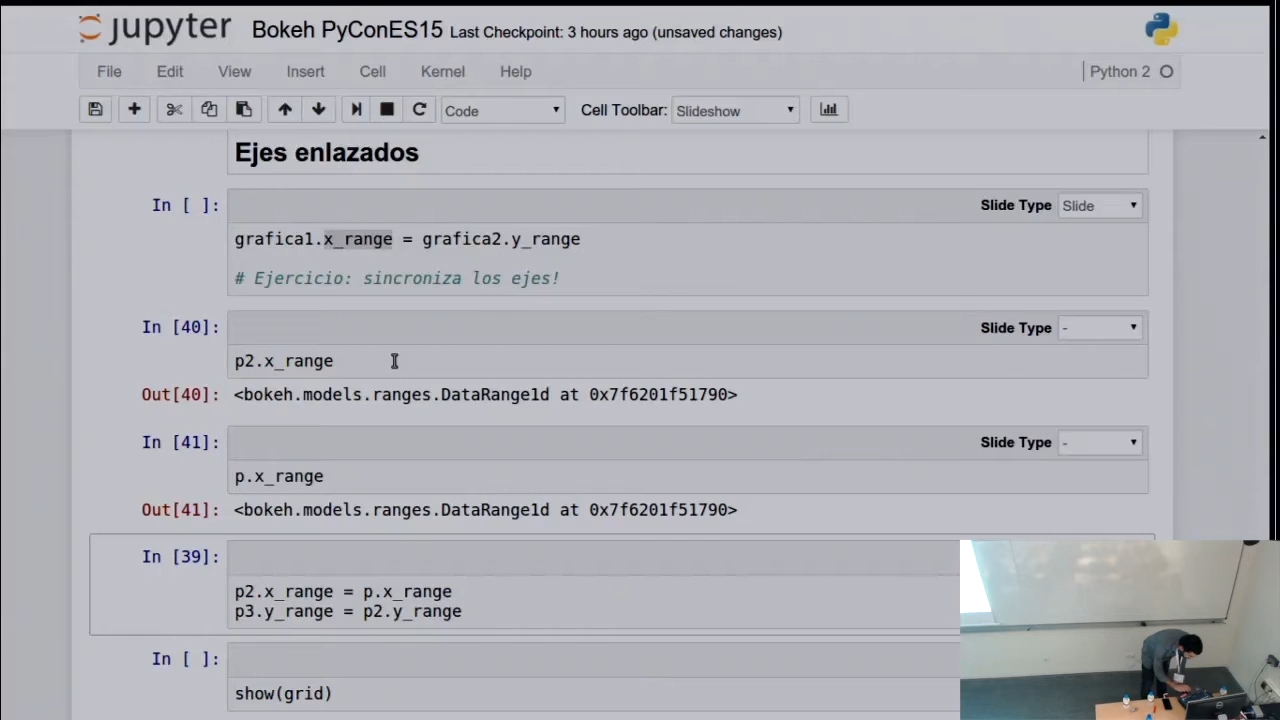 jupyter Bokeh PyConES15 Last Checkpoint: 3 hours ago (unsaved changes)
File Edit View Insert Cell Kernel Help Python 2
Code Cell Toolbar: Slideshow
Ejes enlazados
In [ ]: Slide Type Slide
grafica1.x_range = grafica2.y_range
# Ejercicio: sincroniza los ejes!
In [40]: Slide Type -
p2.x_range
Out[40]: <bokeh.models.ranges.DataRange1d at 0x7f6201f51790>
In [41]: Slide Type -
p.x_range
Out[41]: <bokeh.models.ranges.DataRange1d at 0x7f6201f51790>
In [39]:
p2.x_range = p.x_range
p3.y_range = p2.y_range
In [ ]:
show(grid)